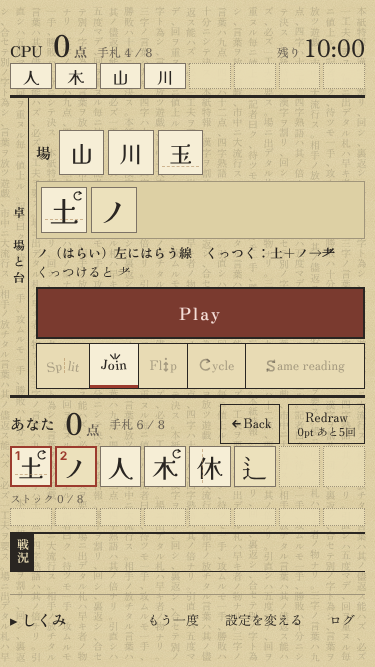 CPU 0点 手札 4 / 8 残り 10:00
人 木 山 川
卓 場と台
場 山 川 玉
土 ノ
ノ（はらい）左にはらう線 くっつく：土＋ノ→耂
くっつけると 耂
Play
Split Join Flip Cycle Same reading
あなた 0点 手札 6 / 8 ←Back Redraw
0pt あと5回
1 土 2 ノ 人 木 休 辶
ストック 0 / 8
戦況
▶ しくみ もう一度 設定を変える ログ